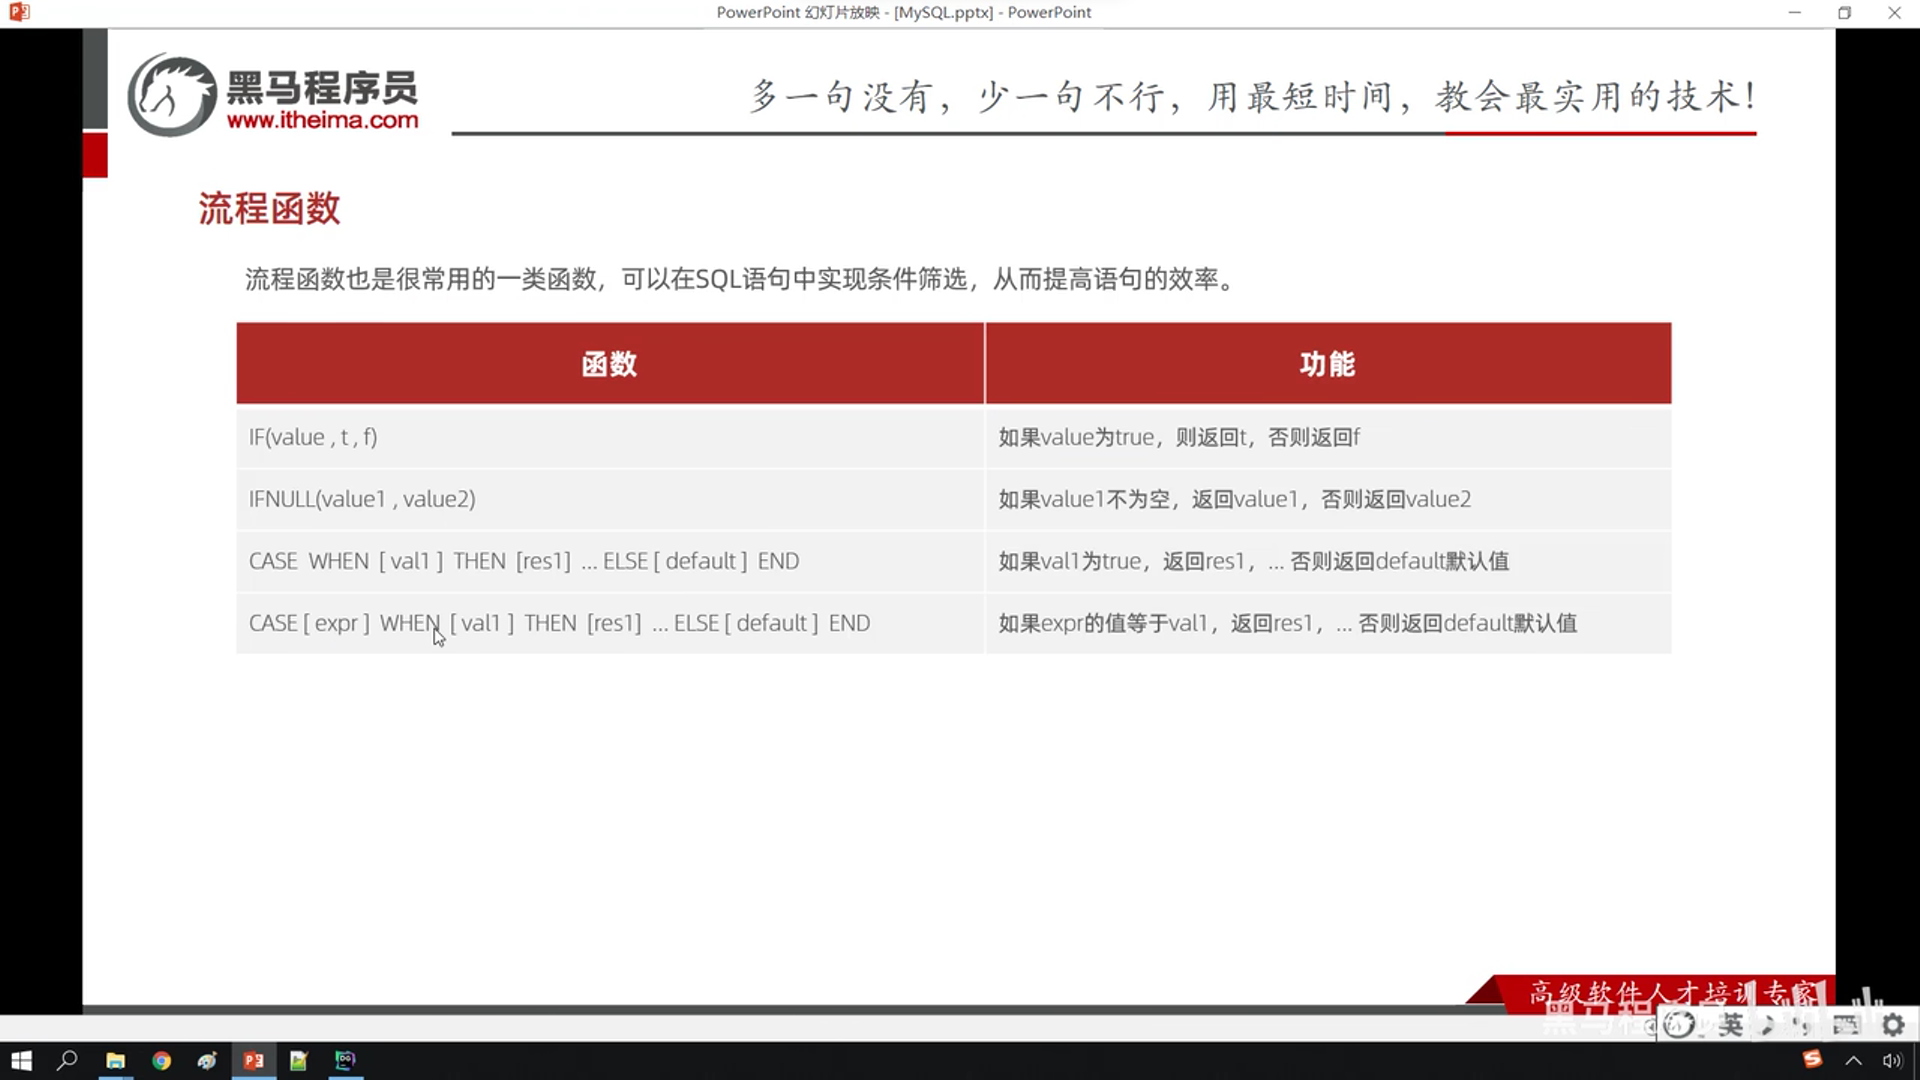 PowerPoint 幻灯片放映 - [MySQL.pptx] - PowerPoint
黑马程序员
www.itheima.com
多一句没有，少一句不行，用最短时间，教会最实用的技术！
流程函数
流程函数也是很常用的一类函数，可以在SQL语句中实现条件筛选，从而提高语句的效率。
函数 功能
IF(value , t , f) 如果value为true，则返回t，否则返回f
IFNULL(value1 , value2) 如果value1不为空，返回value1，否则返回value2
CASE WHEN [ val1 ] THEN [res1] ... ELSE [ default ] END 如果val1为true，返回res1，... 否则返回default默认值
CASE [ expr ] WHEN [ val1 ] THEN [res1] ... ELSE [ default ] END 如果expr的值等于val1，返回res1，... 否则返回default默认值
高级软件人才培训专家
英